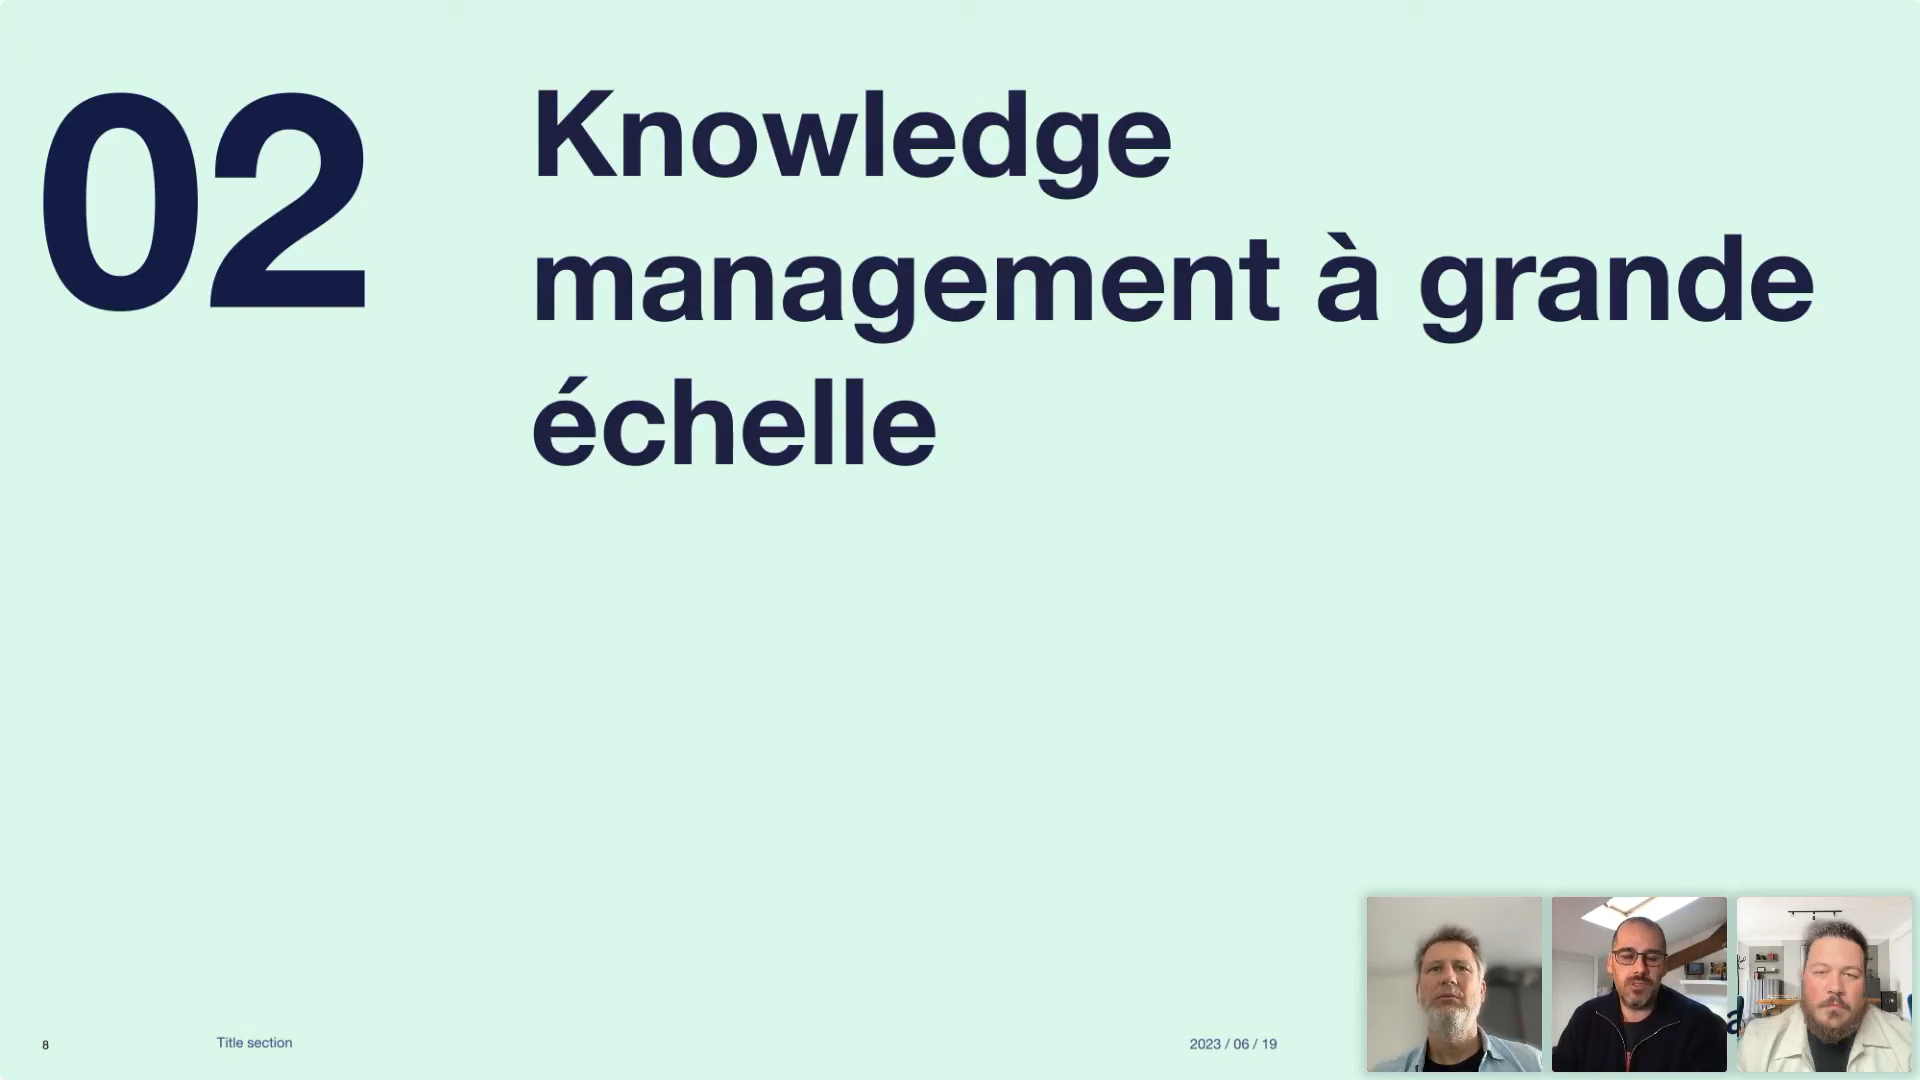 02
Knowledge
management à grande
échelle
8
Title section
2023 / 06 / 19